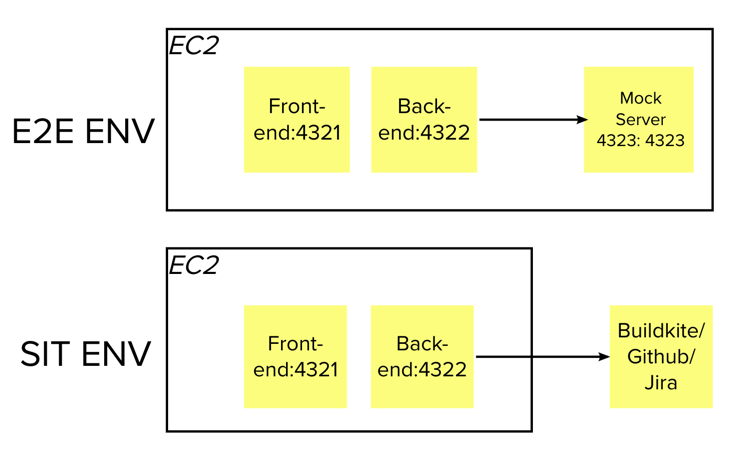 EC2
E2E ENV
Front-
end:4321
Back-
end:4322
Mock
Server
4323: 4323
EC2
SIT ENV
Front-
end:4321
Back-
end:4322
Buildkite/
Github/
Jira